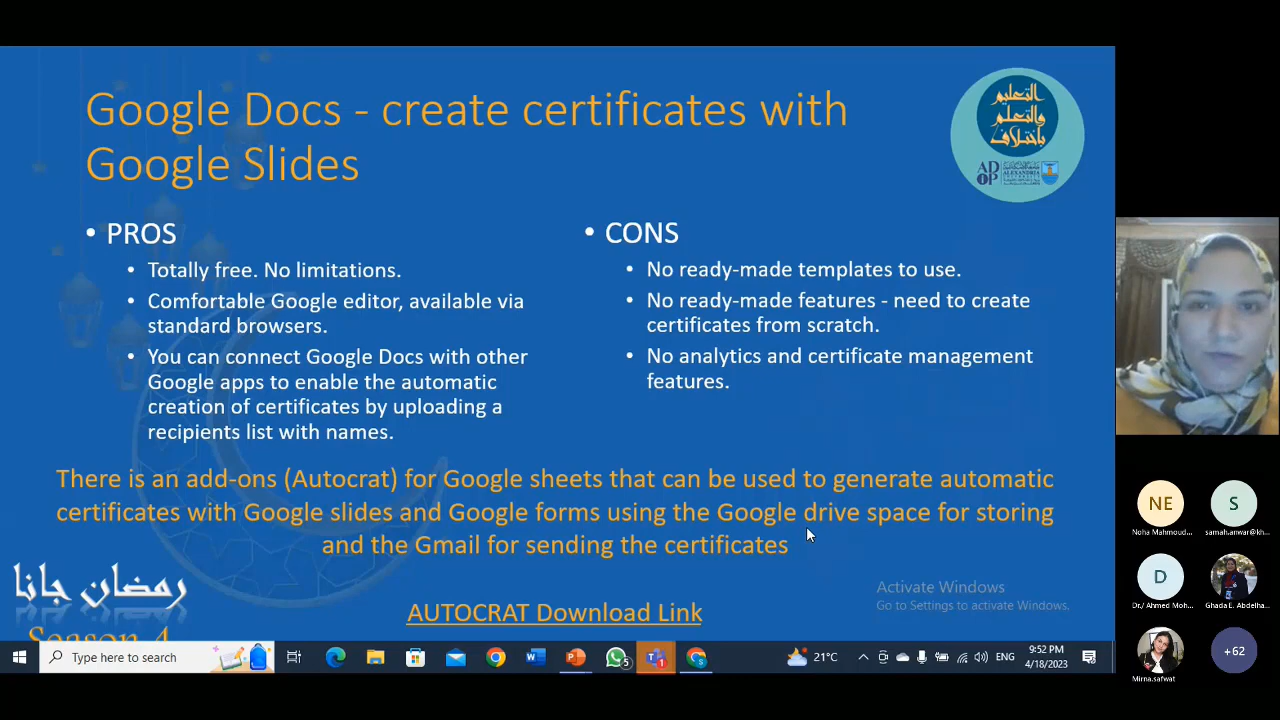 Google Docs - create certificates with
Google Slides
التعليم
والتعلم
باختلاف
• PROS
• Totally free. No limitations.
• Comfortable Google editor, available via
standard browsers.
• You can connect Google Docs with other
Google apps to enable the automatic
creation of certificates by uploading a
recipients list with names.
• CONS
• No ready-made templates to use.
• No ready-made features - need to create
certificates from scratch.
• No analytics and certificate management
features.
There is an add-ons (Autocrat) for Google sheets that can be used to generate automatic
certificates with Google slides and Google forms using the Google drive space for storing
and the Gmail for sending the certificates
رمضان جانا
Season 4
AUTOCRAT Download Link
Activate Windows
Go to Settings to activate Windows.
Type here to search
5
1
21°C
ENG
9:52 PM
4/18/2023
NE
Noha Mahmoud...
S
samah.anwar@kh...
D
Dr./ Ahmed Moh...
Ghada E. Abdelha...
Mirna.safwat
+62